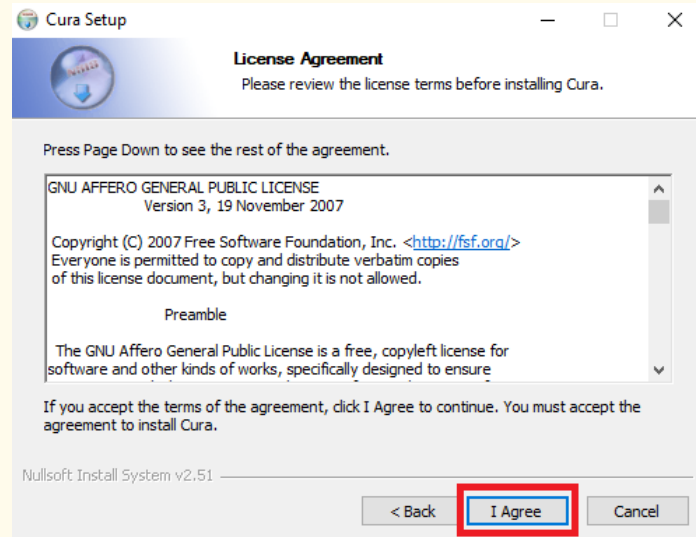 Cura Setup
License Agreement
Please review the license terms before installing Cura.
Press Page Down to see the rest of the agreement.
GNU AFFERO GENERAL PUBLIC LICENSE
Version 3, 19 November 2007
Copyright (C) 2007 Free Software Foundation, Inc. <http://fsf.org/>
Everyone is permitted to copy and distribute verbatim copies
of this license document, but changing it is not allowed.
Preamble
The GNU Affero General Public License is a free, copyleft license for
software and other kinds of works, specifically designed to ensure
If you accept the terms of the agreement, click I Agree to continue. You must accept the
agreement to install Cura.
Nullsoft Install System v2.51
< Back I Agree Cancel